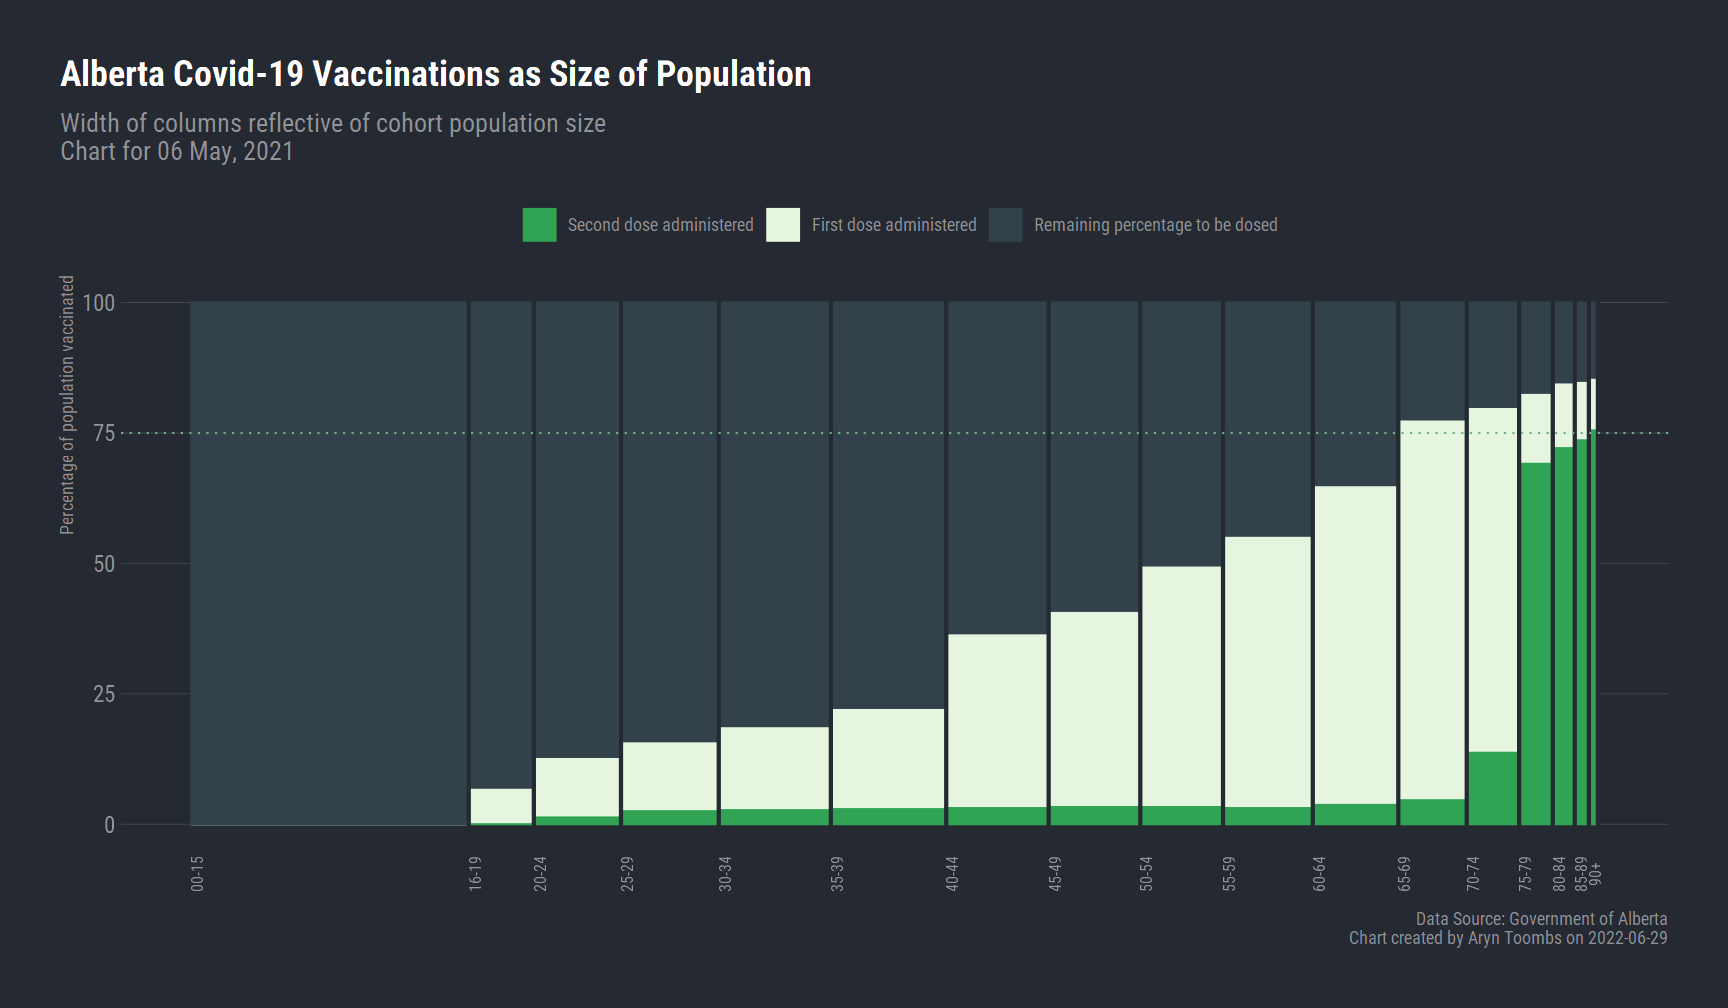 Alberta Covid-19 Vaccinations as Size of Population
Width of columns reflective of cohort population size
Chart for 06 May, 2021
Second dose administered
First dose administered
Remaining percentage to be dosed
Percentage of population vaccinated
100
75
50
25
0
00-15
16-19
20-24
25-29
30-34
35-39
40-44
45-49
50-54
55-59
60-64
65-69
70-74
75-79
80-84
85-89
90+
Data Source: Government of Alberta
Chart created by Aryn Toombs on 2022-06-29